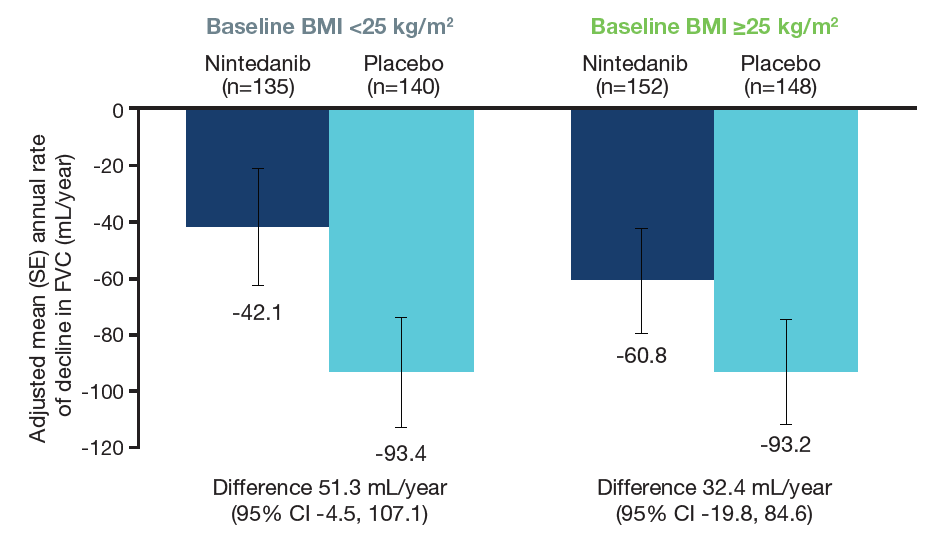 Baseline BMI <25 kg/m²
Baseline BMI ≥25 kg/m²
Nintedanib
(n=135)
Placebo
(n=140)
Nintedanib
(n=152)
Placebo
(n=148)
Adjusted mean (SE) annual rate
of decline in FVC (mL/year)
0
-20
-40
-60
-80
-100
-120
-42.1
-93.4
-60.8
-93.2
Difference 51.3 mL/year
(95% CI -4.5, 107.1)
Difference 32.4 mL/year
(95% CI -19.8, 84.6)